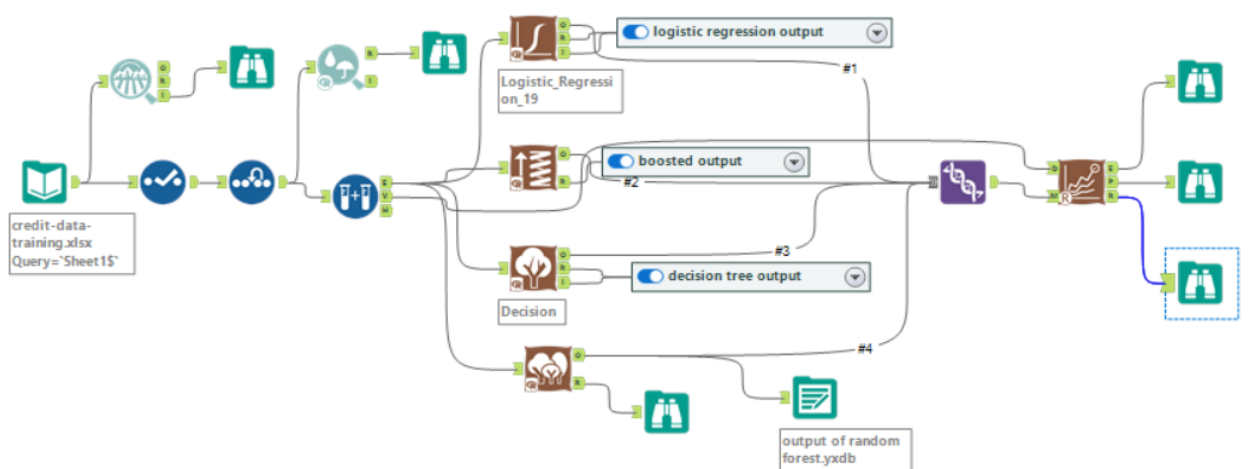 logistic regression output
#1
Logistic_Regressi
on_19
boosted output
#2
credit-data-
training.xlsx
Query=`Sheet1$`
#3
decision tree output
Decision
#4
output of random
forest.yxdb